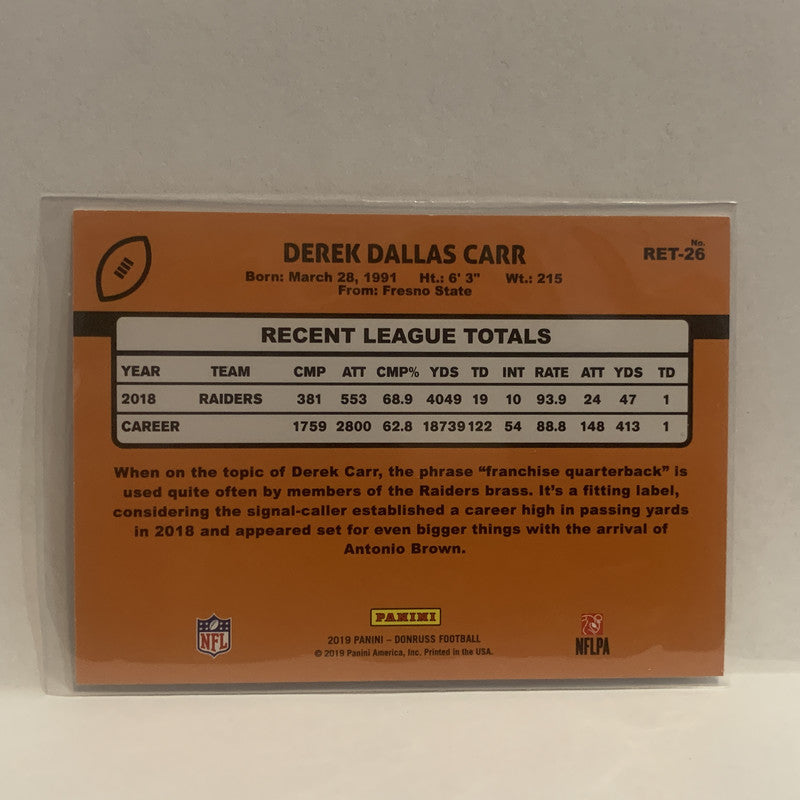 DEREK DALLAS CARR
No.
RET-26
Born: March 28, 1991 Ht.: 6' 3" Wt.: 215
From: Fresno State
RECENT LEAGUE TOTALS
YEAR TEAM CMP ATT CMP% YDS TD INT RATE ATT YDS TD
2018 RAIDERS 381 553 68.9 4049 19 10 93.9 24 47 1
CAREER 1759 2800 62.8 18739 122 54 88.8 148 413 1
When on the topic of Derek Carr, the phrase “franchise quarterback” is
used quite often by members of the Raiders brass. It’s a fitting label,
considering the signal-caller established a career high in passing yards
in 2018 and appeared set for even bigger things with the arrival of
Antonio Brown.
PANINI
NFL
2019 PANINI – DONRUSS FOOTBALL
© 2019 Panini America, Inc. Printed in the USA.
NFLPA